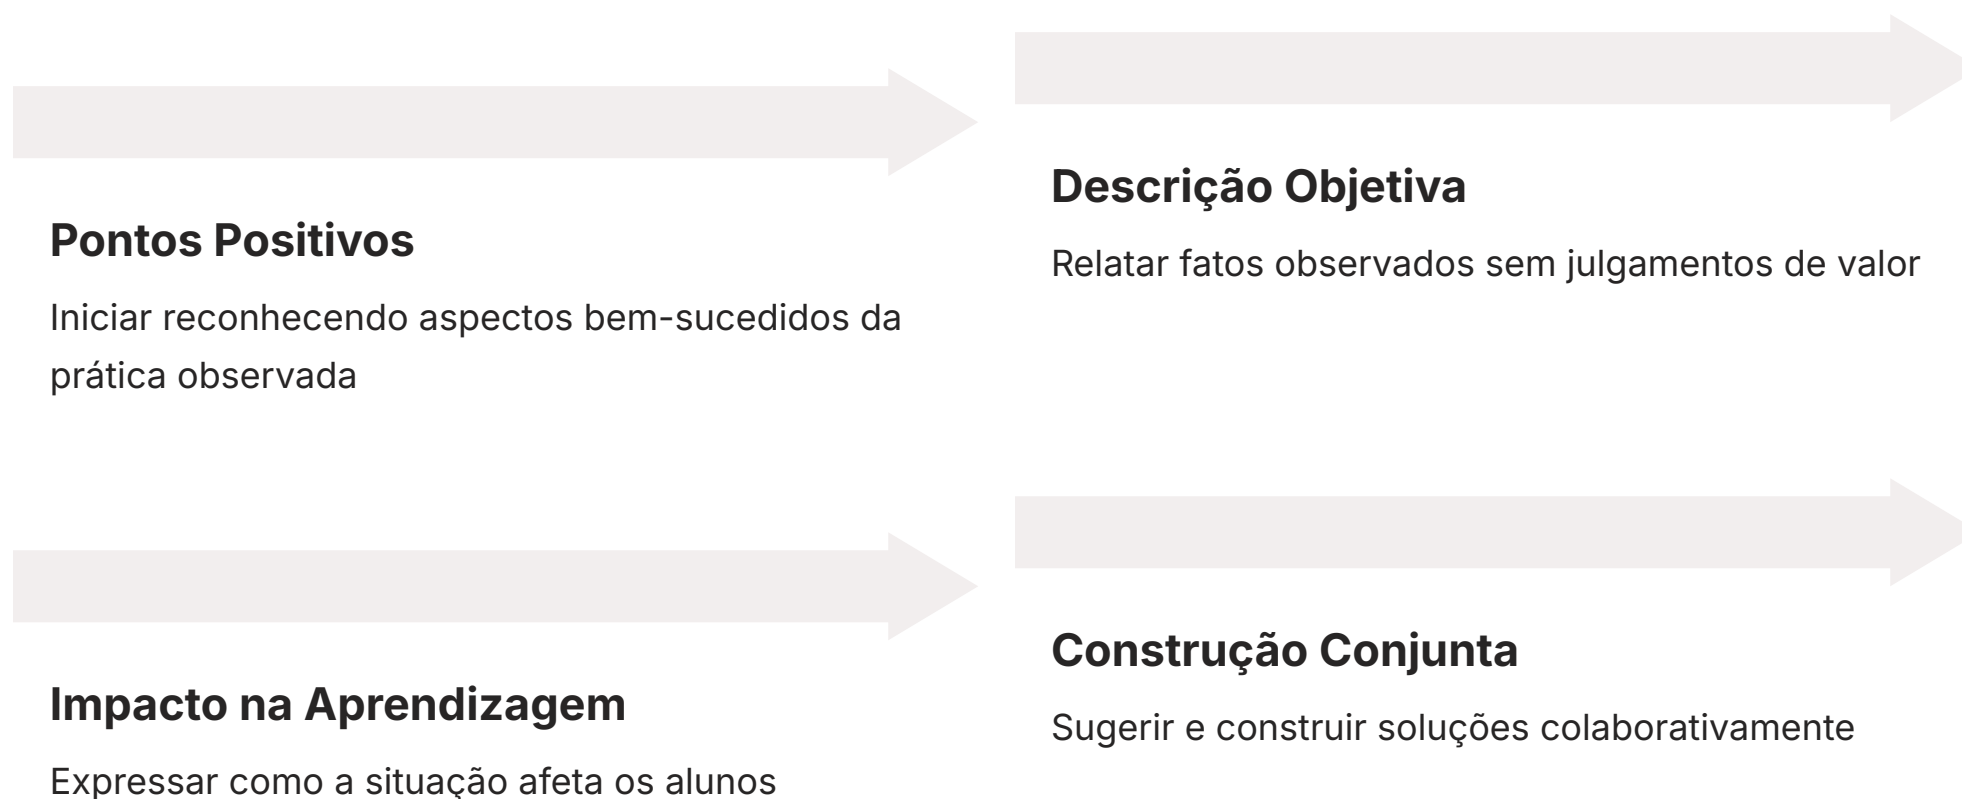 Pontos Positivos
Iniciar reconhecendo aspectos bem-sucedidos da
prática observada
Descrição Objetiva
Relatar fatos observados sem julgamentos de valor
Impacto na Aprendizagem
Expressar como a situação afeta os alunos
Construção Conjunta
Sugerir e construir soluções colaborativamente